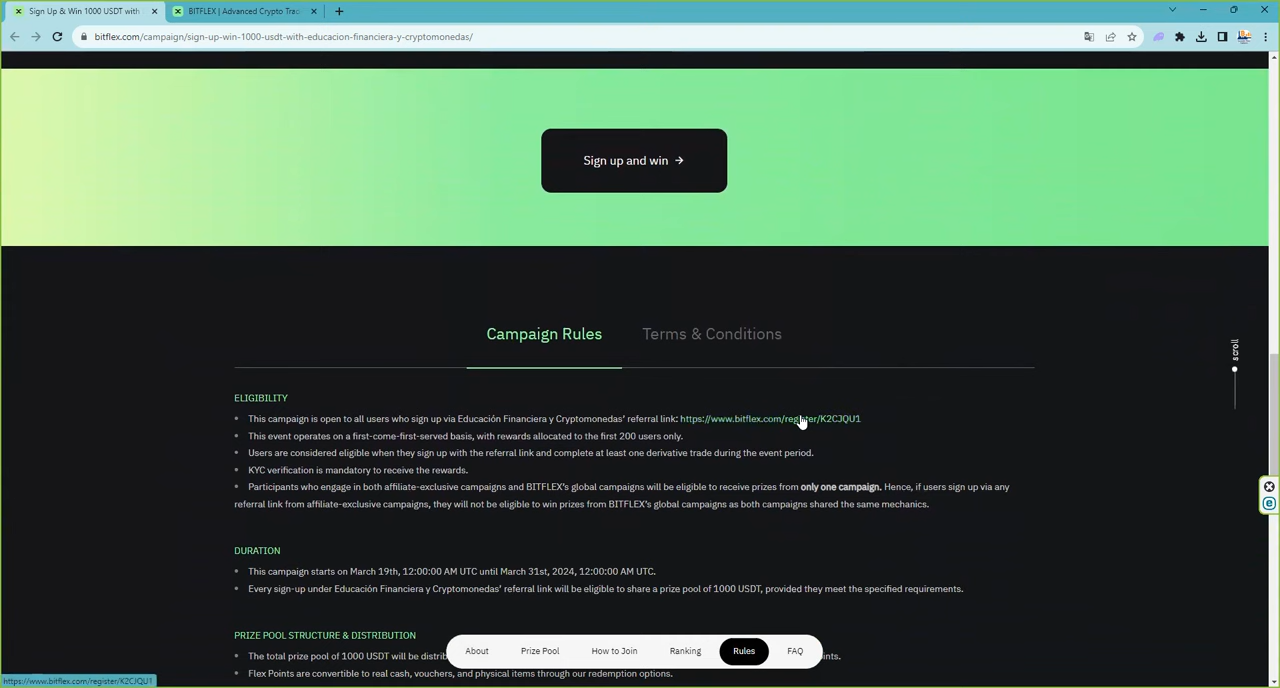 Sign Up & Win 1000 USDT with
BITFLEX | Advanced Crypto Trac
bitflex.com/campaign/sign-up-win-1000-usdt-with-educacion-financiera-y-cryptomonedas/
Sign up and win →
scroll
Campaign Rules
Terms & Conditions
ELIGIBILITY
This campaign is open to all users who sign up via Educación Financiera y Cryptomonedas' referral link: https://www.bitflex.com/register/K2CJQU1
This event operates on a first-come-first-served basis, with rewards allocated to the first 200 users only.
Users are considered eligible when they sign up with the referral link and complete at least one derivative trade during the event period.
KYC verification is mandatory to receive the rewards.
Participants who engage in both affiliate-exclusive campaigns and BITFLEX's global campaigns will be eligible to receive prizes from only one campaign. Hence, if users sign up via any
referral link from affiliate-exclusive campaigns, they will not be eligible to win prizes from BITFLEX's global campaigns as both campaigns shared the same mechanics.
DURATION
This campaign starts on March 19th, 12:00:00 AM UTC until March 31st, 2024, 12:00:00 AM UTC.
Every sign-up under Educación Financiera y Cryptomonedas' referral link will be eligible to share a prize pool of 1000 USDT, provided they meet the specified requirements.
PRIZE POOL STRUCTURE & DISTRIBUTION
The total prize pool of 1000 USDT will be distrib
ints.
Flex Points are convertible to real cash, vouchers, and physical items through our redemption options.
About
Prize Pool
How to Join
Ranking
Rules
FAQ
https://www.bitflex.com/register/K2CJQU1